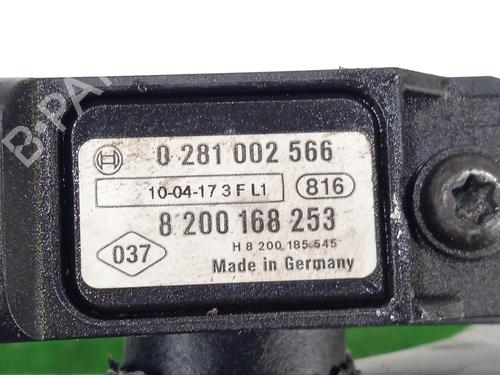 B-PARTS
0 281 002 566
10-04-17 3 F L1
816
8 200 168 253
037
H 8 200 185 545
Made in Germany